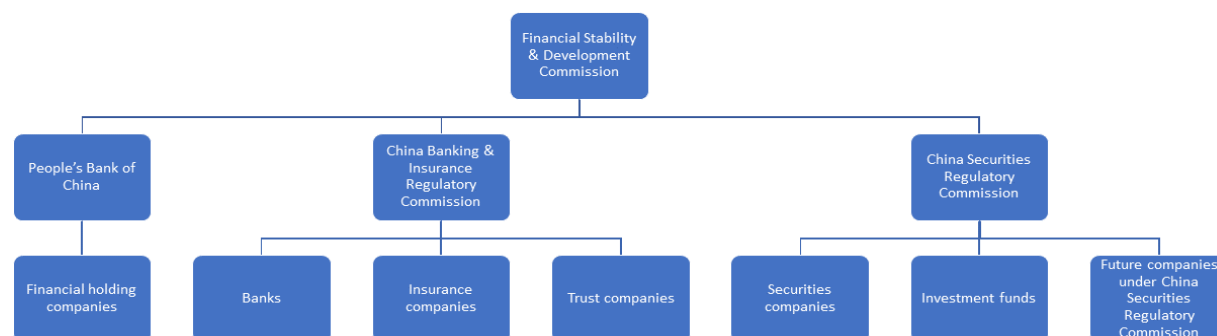 Financial Stability
& Development
Commission
People's Bank of
China
China Banking &
Insurance
Regulatory
Commission
China Securities
Regulatory
Commission
Financial holding
companies
Banks
Insurance
companies
Trust companies
Securities
companies
Investment funds
Future companies
under China
Securities
Regulatory
Commission